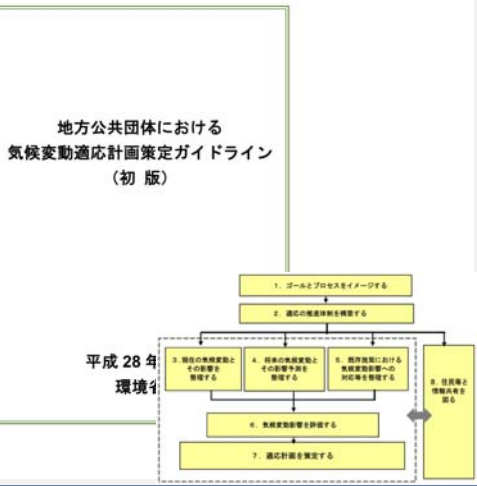 地方公共団体における
気候変動適応計画策定ガイドライン
（初 版）
平成 28 年
環境省
1．ゴールとプロセスをイメージする
2．適応の推進体制を構築する
3．現在の気候変動と
その影響を
整理する
4．将来の気候変動と
その影響予測を
整理する
5．既存施策における
気候変動影響への
対応等を整理する
8．住民等と
情報共有を
図る
6．気候変動影響を評価する
7．適応計画を策定する